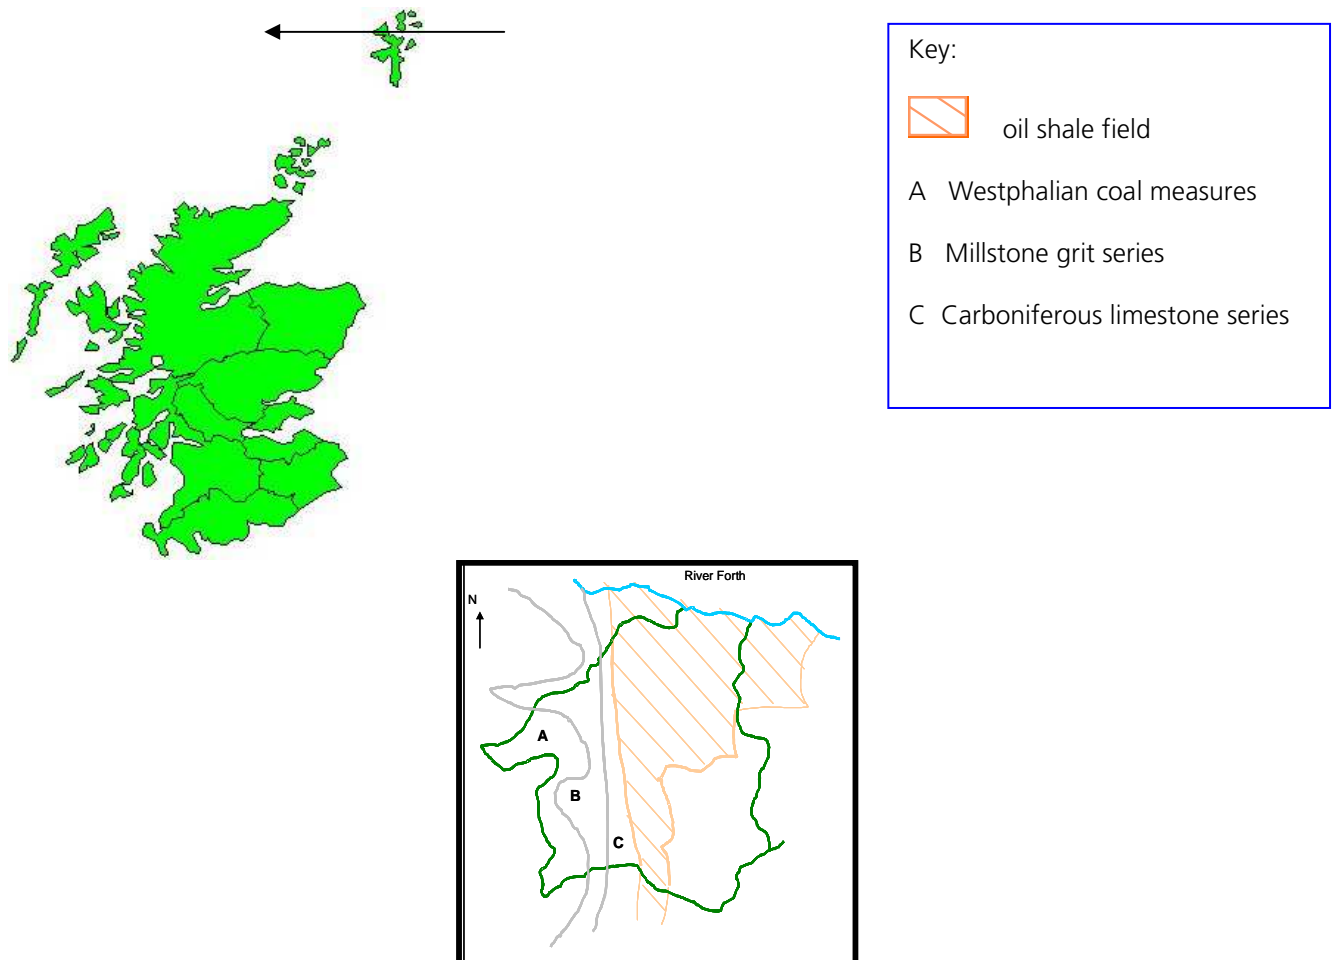 Key:
oil shale field
A Westphalian coal measures
B Millstone grit series
C Carboniferous limestone series
River Forth
N
A
B
C